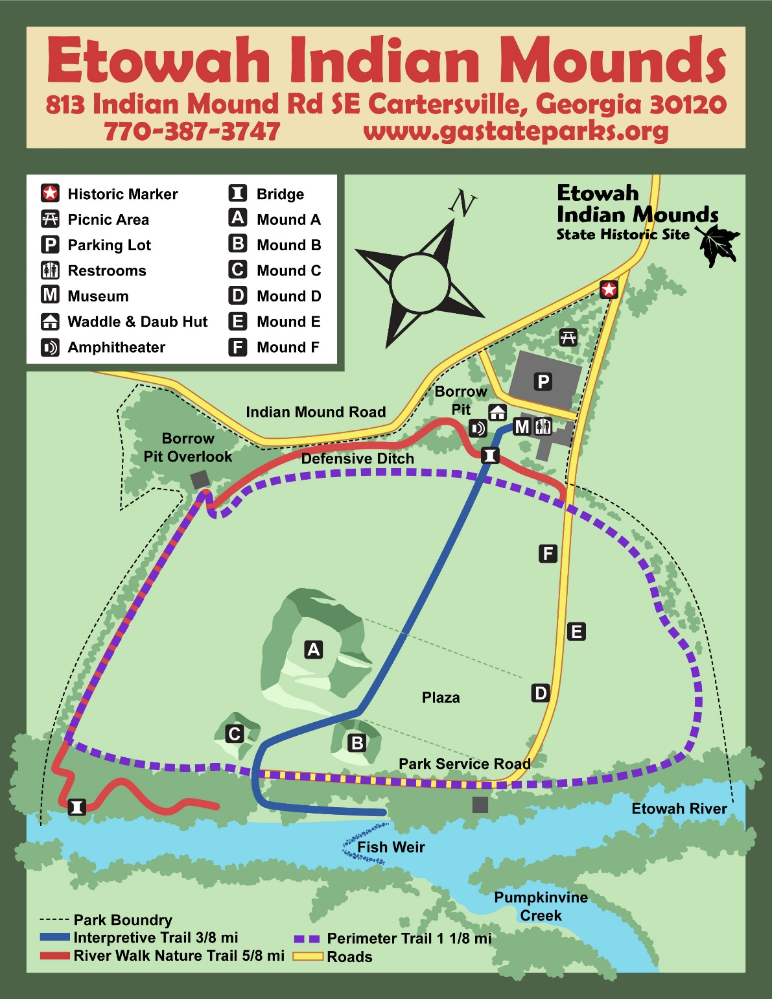 Etowah Indian Mounds
813 Indian Mound Rd SE Cartersville, Georgia 30120
770-387-3747 www.gastateparks.org
Historic Marker
Picnic Area
P Parking Lot
Restrooms
M Museum
Waddle & Daub Hut
Amphitheater
Bridge
A Mound A
B Mound B
C Mound C
D Mound D
E Mound E
F Mound F
N
Etowah
Indian Mounds
State Historic Site
P
Borrow
Pit
Indian Mound Road
M
Borrow
Pit Overlook
Defensive Ditch
F
E
A
D
Plaza
C
B
Park Service Road
Etowah River
Fish Weir
Pumpkinvine
Creek
Park Boundry
Interpretive Trail 3/8 mi
River Walk Nature Trail 5/8 mi
Perimeter Trail 1 1/8 mi
Roads